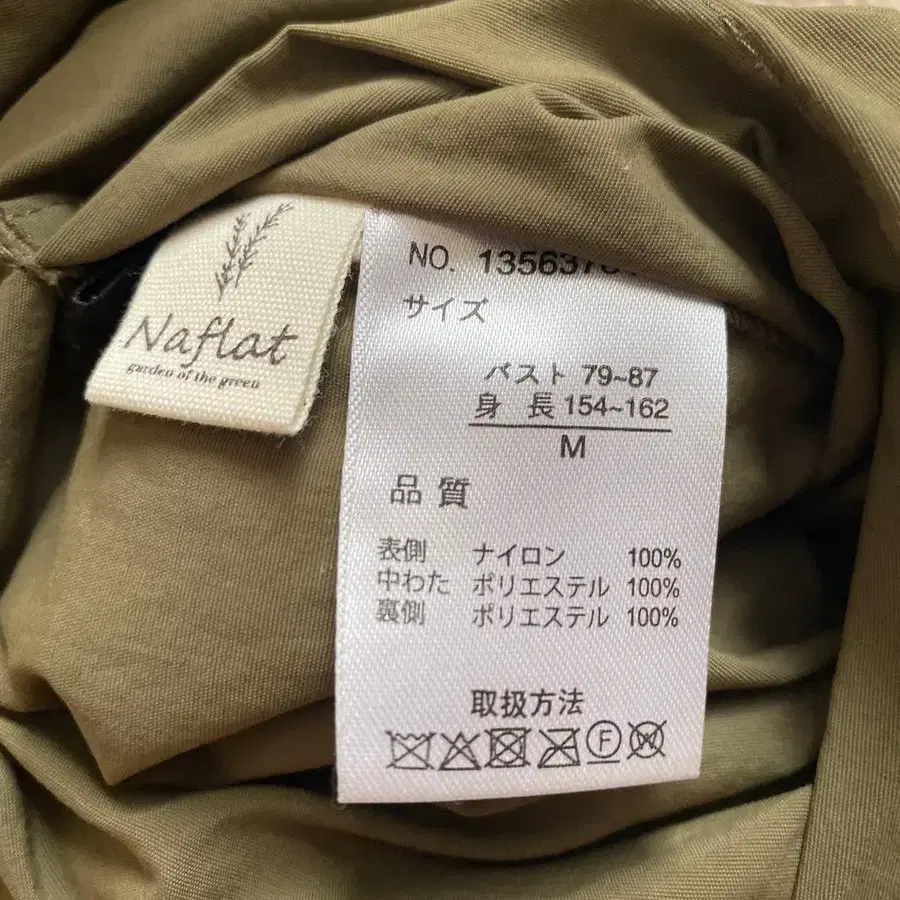 Naflat
garden of the green
NO. 135637
サイズ
バスト 79~87
身 長 154~162
M
品 質
表側 ナイロン 100%
中わた ポリエステル 100%
裏側 ポリエステル 100%
取扱方法
F W